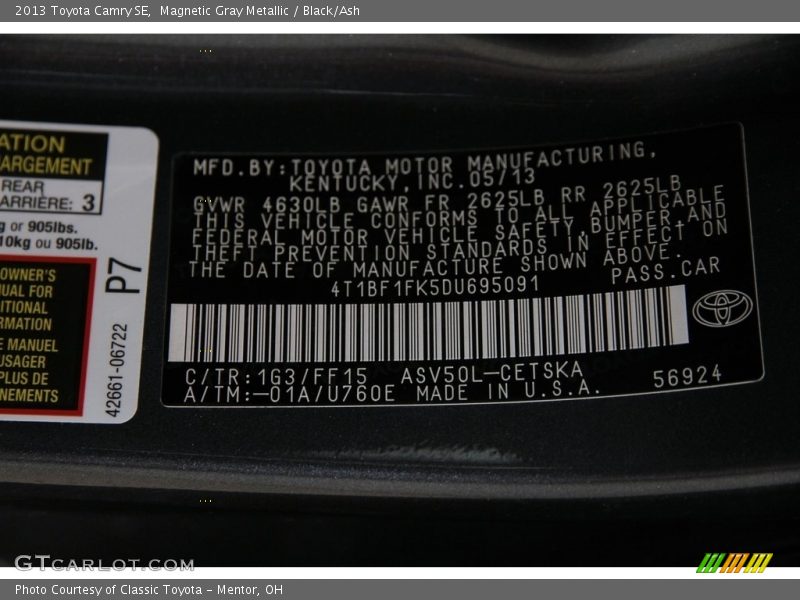 2013 Toyota Camry SE, Magnetic Gray Metallic / Black/Ash
ATION
ARGEMENT
REAR
ARRIÈRE: 3
g or 905lbs.
10kg ou 905lb.
OWNER'S
UAL FOR
ITIONAL
RMATION
E MANUEL
USAGER
PLUS DE
NEMENTS
P7
42661-06722
MFD.BY:TOYOTA MOTOR MANUFACTURING,
KENTUCKY,INC.05/13
GVWR 4630LB GAWR FR 2625LB RR 2625LB
THIS VEHICLE CONFORMS TO ALL APPLICABLE
FEDERAL MOTOR VEHICLE SAFETY,BUMPER,AND
THEFT PREVENTION STANDARDS IN EFFECT ON
THE DATE OF MANUFACTURE SHOWN ABOVE.
4T1BF1FK5DU695091 PASS.CAR
C/TR:1G3/FF15 ASV50L-CETSKA
A/TM:-01A/U760E MADE IN U.S.A. 56924
GTCARLOT.COM
Photo Courtesy of Classic Toyota - Mentor, OH